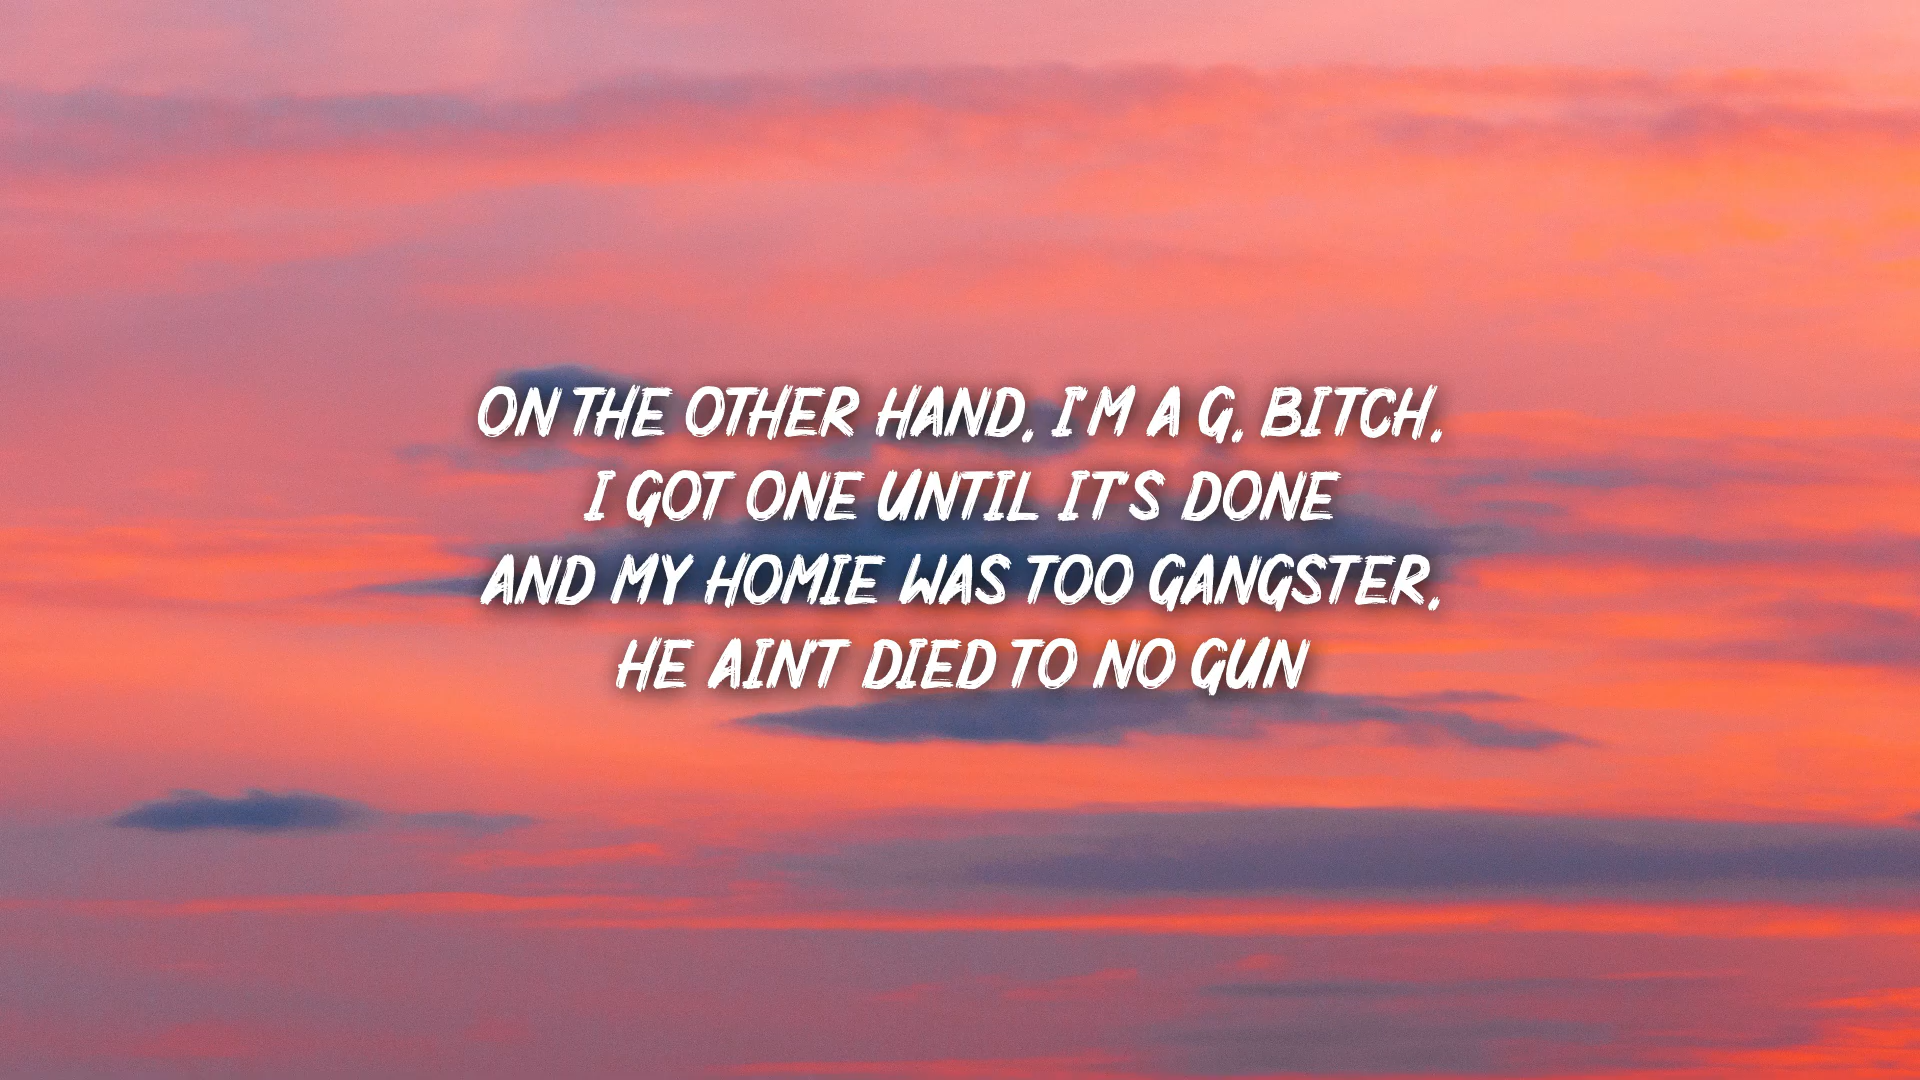 ON THE OTHER HAND, I'M A G, BITCH,
I GOT ONE UNTIL IT'S DONE
AND MY HOMIE WAS TOO GANGSTER,
HE AIN'T DIED TO NO GUN